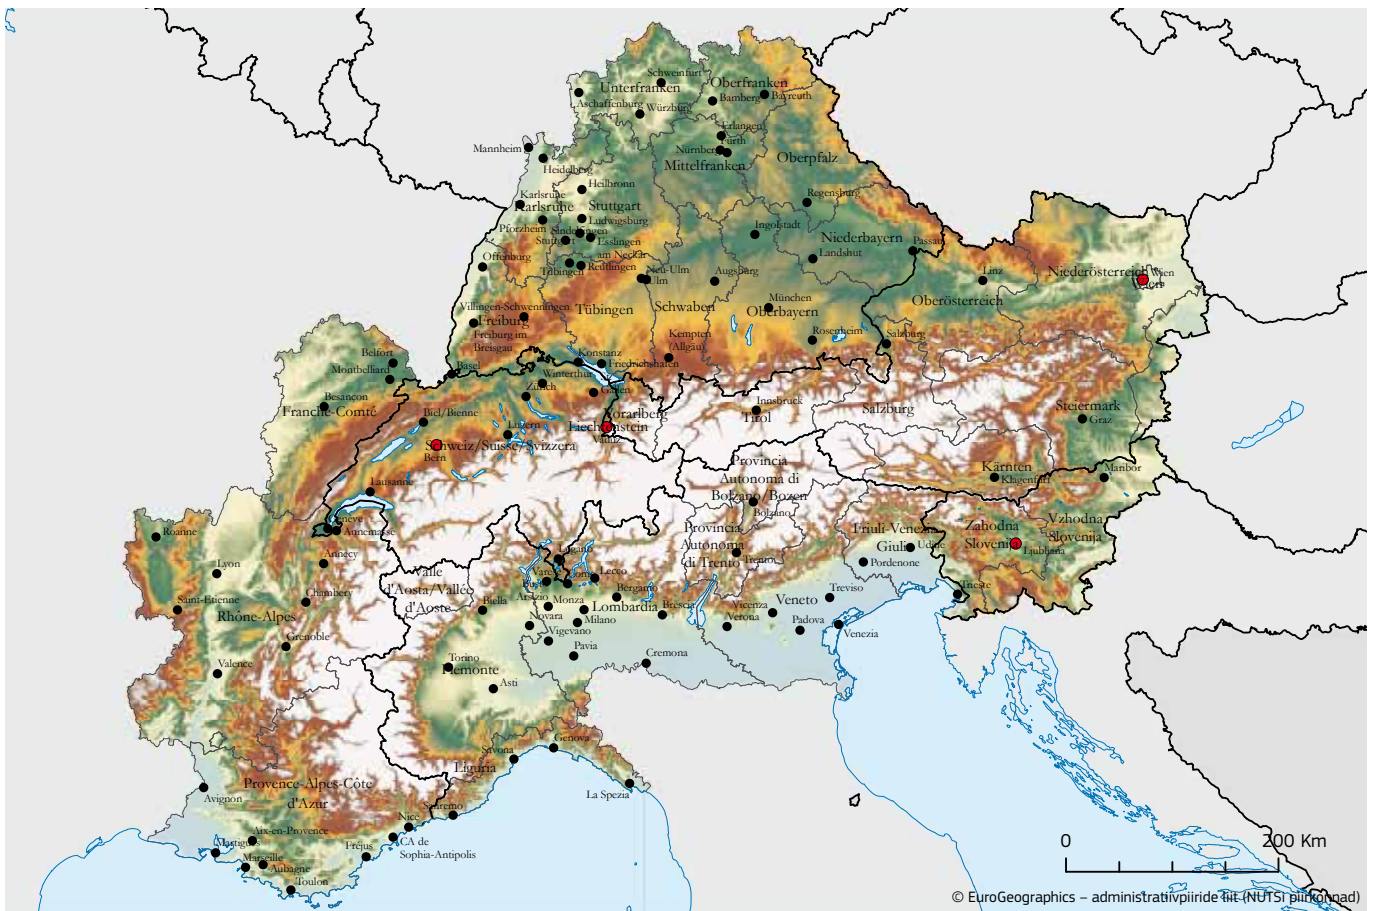 Schweinfurt
Unterfranken
Oberfranken
Aschaffenburg
Würzburg
Bamberg
Bayreuth
Erlangen
Fürth
Nürnberg
Mittelfranken
Oberpfalz
Mannheim
Heidelberg
Heilbronn
Karlsruhe
Karlsruhe
Stuttgart
Regensburg
Ludwigsburg
Pforzheim
Sindelfingen
Stuttgart
Esslingen
am Neckar
Ingolstadt
Niederbayern
Passau
Landshut
Offenburg
Tübingen
Reutlingen
Neu-Ulm
Ulm
Augsburg
Linz
Niederösterreich
Wien
Villingen-Schwenningen
Tübingen
Schwaben
München
Oberbayern
Oberösterreich
Freiburg
Freiburg im
Breisgau
Kempten
(Allgäu)
Rosenheim
Salzburg
Belfort
Montbelliard
Basel
Konstanz
Friedrichshafen
Winterthur
Zürich
Gallen
Besançon
Franche-Comté
Biel/Bienne
Luzern
Vorarlberg
Liechtenstein
Vaduz
Innsbruck
Tirol
Salzburg
Steiermark
Graz
Schweiz/Suisse/Svizzera
Bern
Provincia
Autonoma di
Bolzano/Bozen
Bolzano
Kärnten
Klagenfurt
Maribor
Lausanne
Genève
Annemasse
Roanne
Annecy
Lyon
Chambéry
Saint-Etienne
Rhône-Alpes
Grenoble
Valence
Valle
d'Aosta/Vallée
d'Aoste
Biella
Lugano
Varese
Como
Lecco
Busto
Arsizio
Monza
Bergamo
Lombardia
Brescia
Novara
Milano
Vigevano
Pavia
Cremona
Provincia
Autonoma
di Trento
Trento
Friuli-Venezia
Giulia
Udine
Pordenone
Zahodna
Slovenija
Ljubljana
Vzhodna
Slovenija
Trieste
Treviso
Veneto
Vicenza
Verona
Padova
Venezia
Torino
Piemonte
Asti
Genova
Savona
Liguria
La Spezia
Sanremo
Provence-Alpes-Côte
d'Azur
Avignon
Aix-en-Provence
Martigues
Marseille
Aubagne
Toulon
Fréjus
Nice
CA de
Sophia-Antipolis
0 200 Km
© EuroGeographics – administratiivpiiride liit (NUTSi piirkonnad)